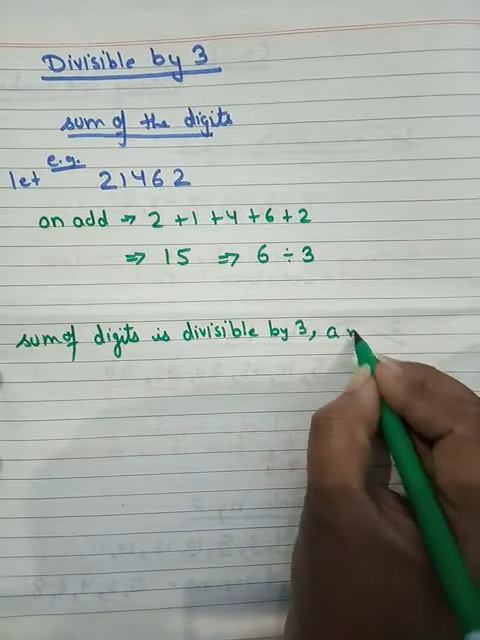 Divisible by 3
sum of the digits
e.g.
let 21462
on add → 2 + 1 + 4 + 6 + 2
⇒ 15 ⇒ 6 ÷ 3
sum of digits is divisible by 3, a n